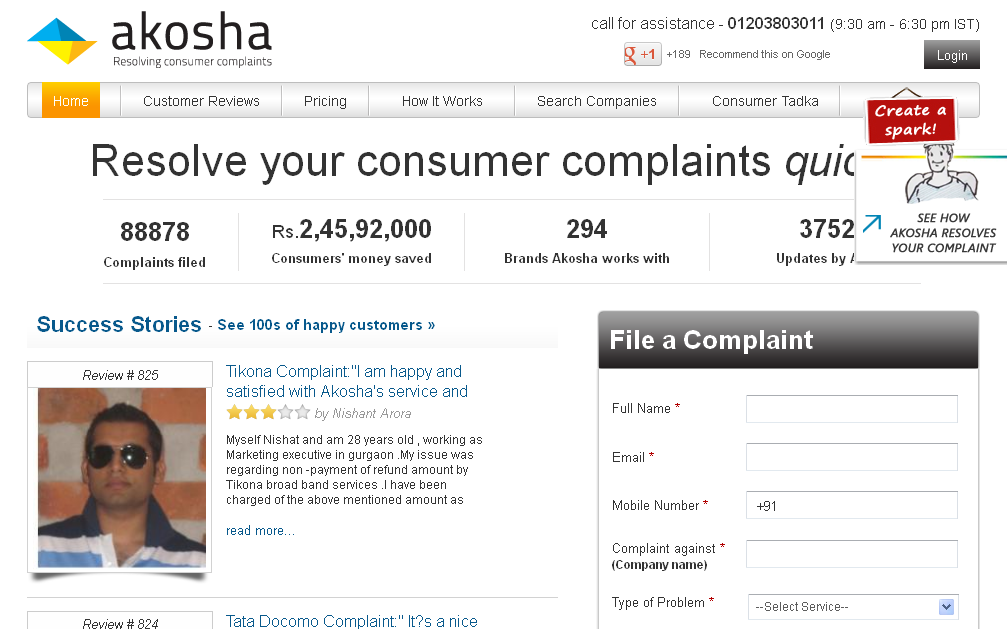 akosha
Resolving consumer complaints
call for assistance - 01203803011 (9:30 am - 6:30 pm IST)
g +1 +189 Recommend this on Google
Login
Home Customer Reviews Pricing How It Works Search Companies Consumer Tadka
Create a
spark!
Resolve your consumer complaints
SEE HOW
AKOSHA RESOLVES
YOUR COMPLAINT
88878 Rs.2,45,92,000 294 3752
Complaints filed Consumers' money saved Brands Akosha works with Updates by
Success Stories - See 100s of happy customers »
Review # 825
Tikona Complaint:"I am happy and
satisfied with Akosha's service and
by Nishant Arora
Myself Nishat and am 28 years old , working as
Marketing executive in gurgaon .My issue was
regarding non -payment of refund amount by
Tikona broad band services .I have been
charged of the above mentioned amount as
read more...
Review # 824
Tata Docomo Complaint:" It?s a nice
File a Complaint
Full Name *
Email *
Mobile Number * +91
Complaint against *
(Company name)
Type of Problem * --Select Service--